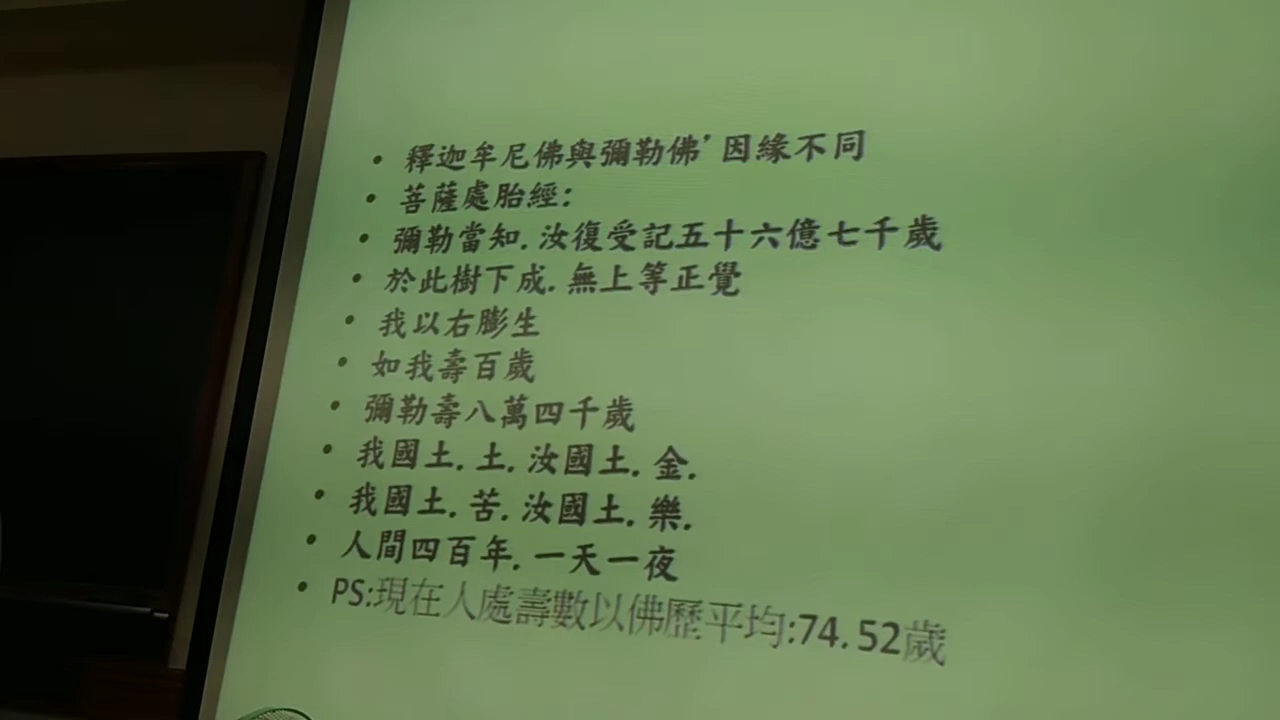 • 釋迦牟尼佛與彌勒佛’因緣不同
• 菩薩處胎經:
• 彌勒當知.汝復受記五十六億七千歲
• 於此樹下成.無上等正覺
• 我以右膨生
• 如我壽百歲
• 彌勒壽八萬四千歲
• 我國土.土.汝國土.金.
• 我國土.苦.汝國土.樂.
• 人間四百年.一天一夜
• PS:現在人處壽數以佛歷平均:74.52歲